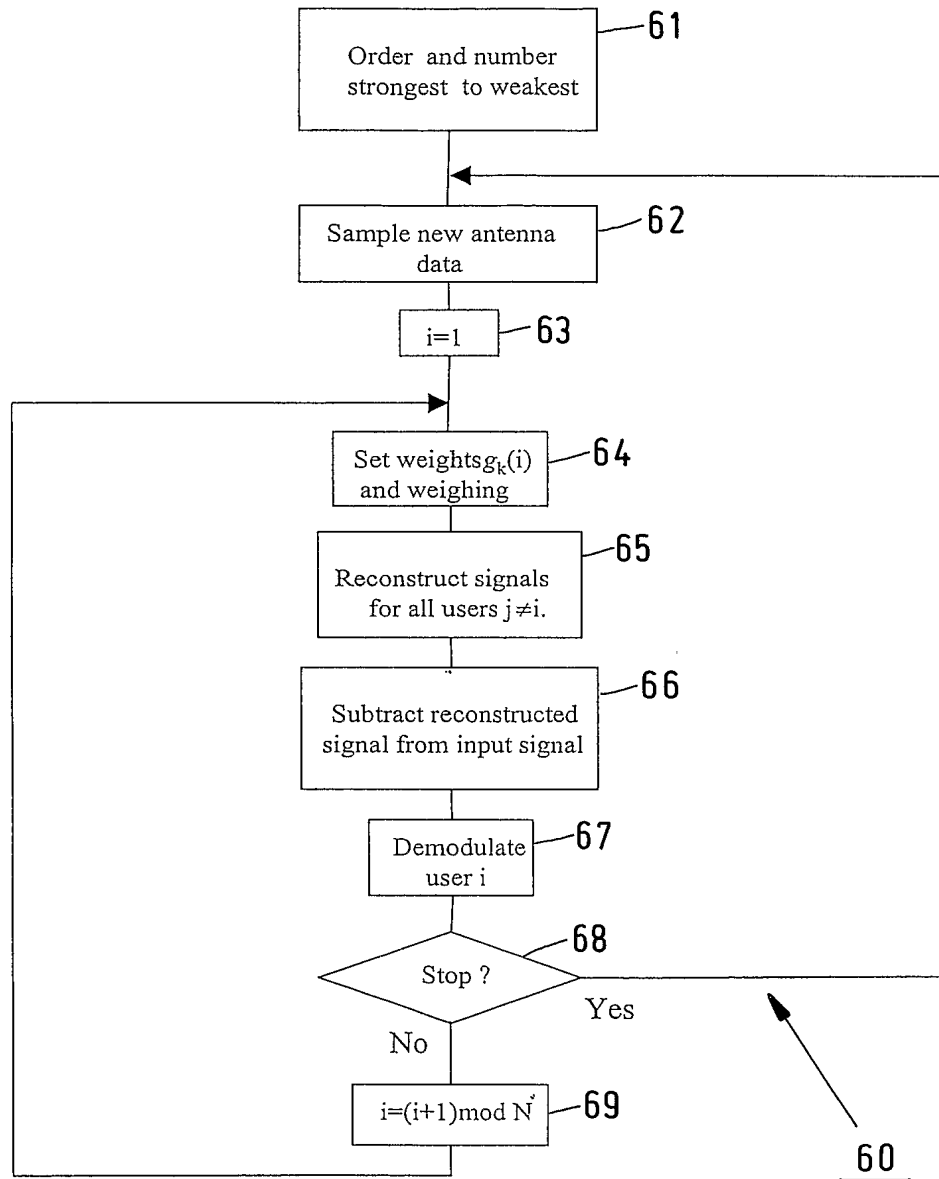 61
Order and number
strongest to weakest
62
Sample new antenna
data
63
i=1
64
Set weightsgk(i)
and weighing
65
Reconstruct signals
for all users j≠i.
66
Subtract reconstructed
signal from input signal
67
Demodulate
user i
68
Stop ?
Yes
No
69
i=(i+1)mod N
60